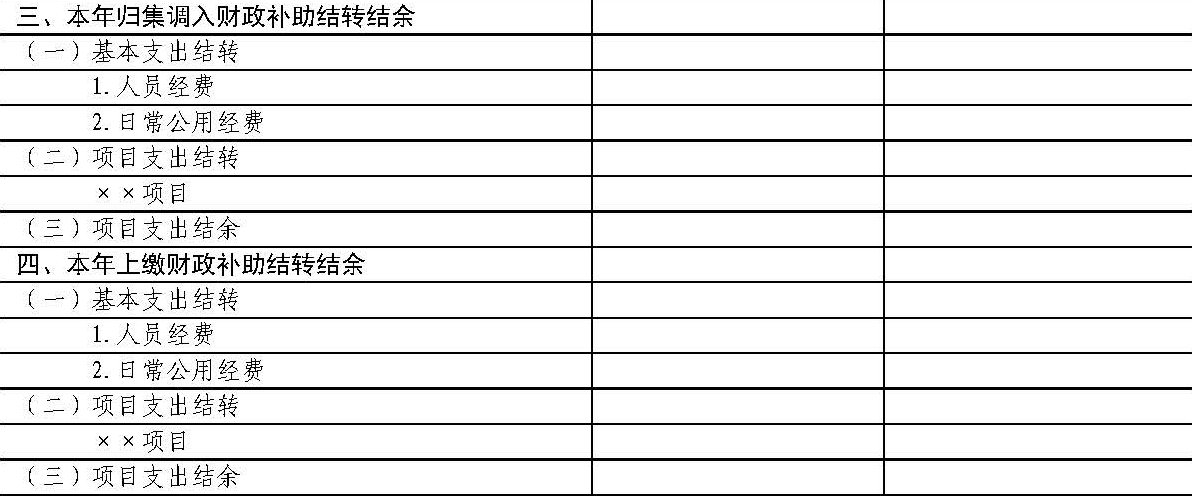 三、本年归集调入财政补助结转结余
（一）基本支出结转
1.人员经费
2.日常公用经费
（二）项目支出结转
××项目
（三）项目支出结余
四、本年上缴财政补助结转结余
（一）基本支出结转
1.人员经费
2.日常公用经费
（二）项目支出结转
××项目
（三）项目支出结余